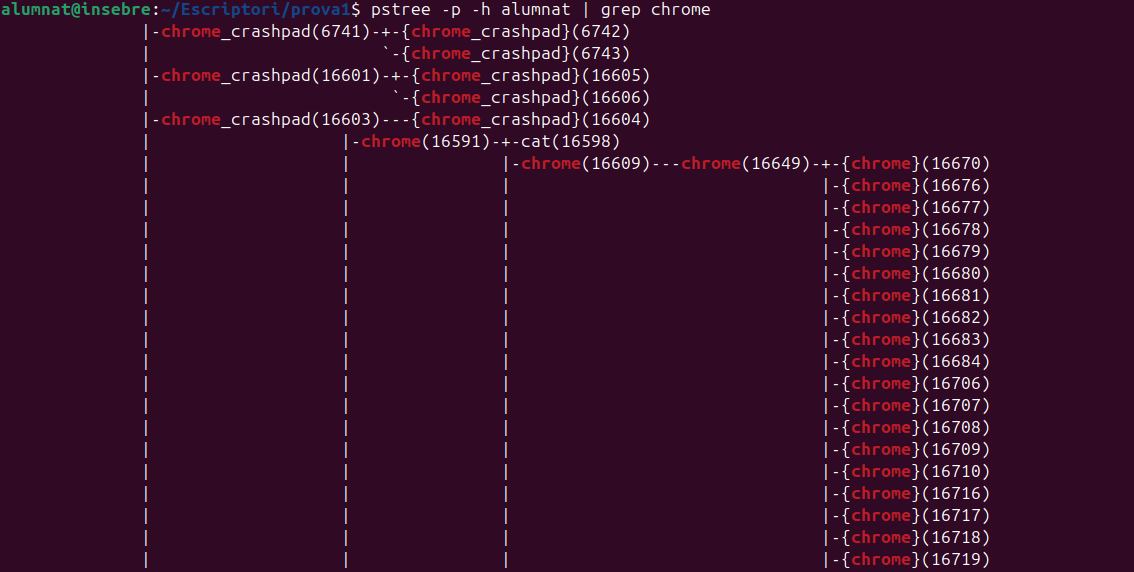 alumnat@insebre:~/Escriptori/prova1$ pstree -p -h alumnat | grep chrome
              |-chrome_crashpad(6741)-+-{chrome_crashpad}(6742)
              |                       `-{chrome_crashpad}(6743)
              |-chrome_crashpad(16601)-+-{chrome_crashpad}(16605)
              |                        `-{chrome_crashpad}(16606)
              |-chrome_crashpad(16603)---{chrome_crashpad}(16604)
              |                   |-chrome(16591)-+-cat(16598)
              |                   |               |-chrome(16609)---chrome(16649)-+-{chrome}(16670)
              |                   |               |                               |-{chrome}(16676)
              |                   |               |                               |-{chrome}(16677)
              |                   |               |                               |-{chrome}(16678)
              |                   |               |                               |-{chrome}(16679)
              |                   |               |                               |-{chrome}(16680)
              |                   |               |                               |-{chrome}(16681)
              |                   |               |                               |-{chrome}(16682)
              |                   |               |                               |-{chrome}(16683)
              |                   |               |                               |-{chrome}(16684)
              |                   |               |                               |-{chrome}(16706)
              |                   |               |                               |-{chrome}(16707)
              |                   |               |                               |-{chrome}(16708)
              |                   |               |                               |-{chrome}(16709)
              |                   |               |                               |-{chrome}(16710)
              |                   |               |                               |-{chrome}(16716)
              |                   |               |                               |-{chrome}(16717)
              |                   |               |                               |-{chrome}(16718)
              |                   |               |                               |-{chrome}(16719)